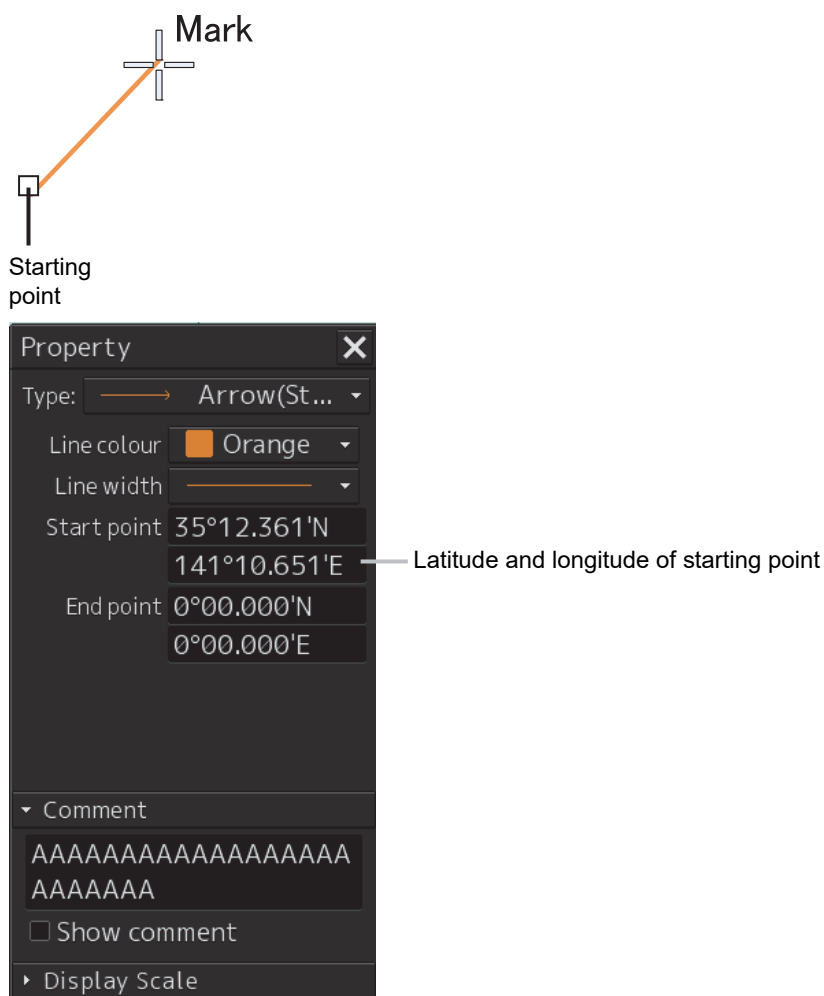 Mark
Starting
point
Property
Type: Arrow(St...
Line colour Orange
Line width
Start point 35°12.361'N
141°10.651'E
Latitude and longitude of starting point
End point 0°00.000'N
0°00.000'E
Comment
AAAAAAAAAAAAAAAAAA
AAAAAAA
Show comment
Display Scale